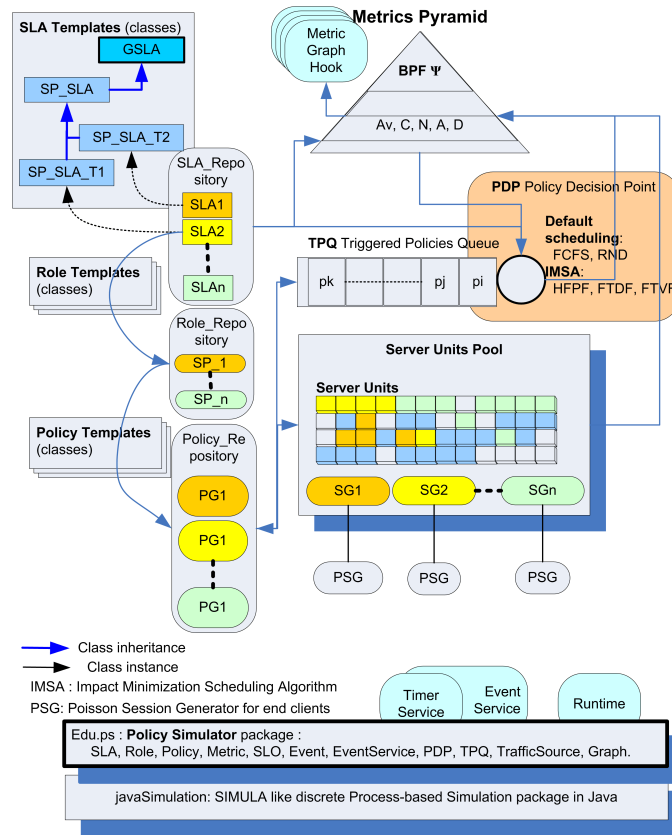 Metrics Pyramid
SLA Templates (classes)
GSLA
SP_SLA
SP_SLA_T2
SP_SLA_T1
Metric
Graph
Hook
BPF Ψ
Av, C, N, A, D
SLA_Repo
sitory
SLA1
SLA2
SLAn
PDP Policy Decision Point
Default
scheduling:
FCFS, RND
IMSA:
HFPF, FTDF, FTVF
TPQ Triggered Policies Queue
pk
pj
pi
Role Templates
(classes)
Role_Repo
sitory
SP_1
SP_n
Server Units Pool
Server Units
SG1
SG2
SGn
PSG
PSG
PSG
Policy Templates
(classes)
Policy_Re
pository
PG1
PG1
PG1
Class inheritance
Class instance
IMSA : Impact Minimization Scheduling Algorithm
PSG: Poisson Session Generator for end clients
Timer
Service
Event
Service
Runtime
Edu.ps : Policy Simulator package :
SLA, Role, Policy, Metric, SLO, Event, EventService, PDP, TPQ, TrafficSource, Graph.
javaSimulation: SIMULA like discrete Process-based Simulation package in Java